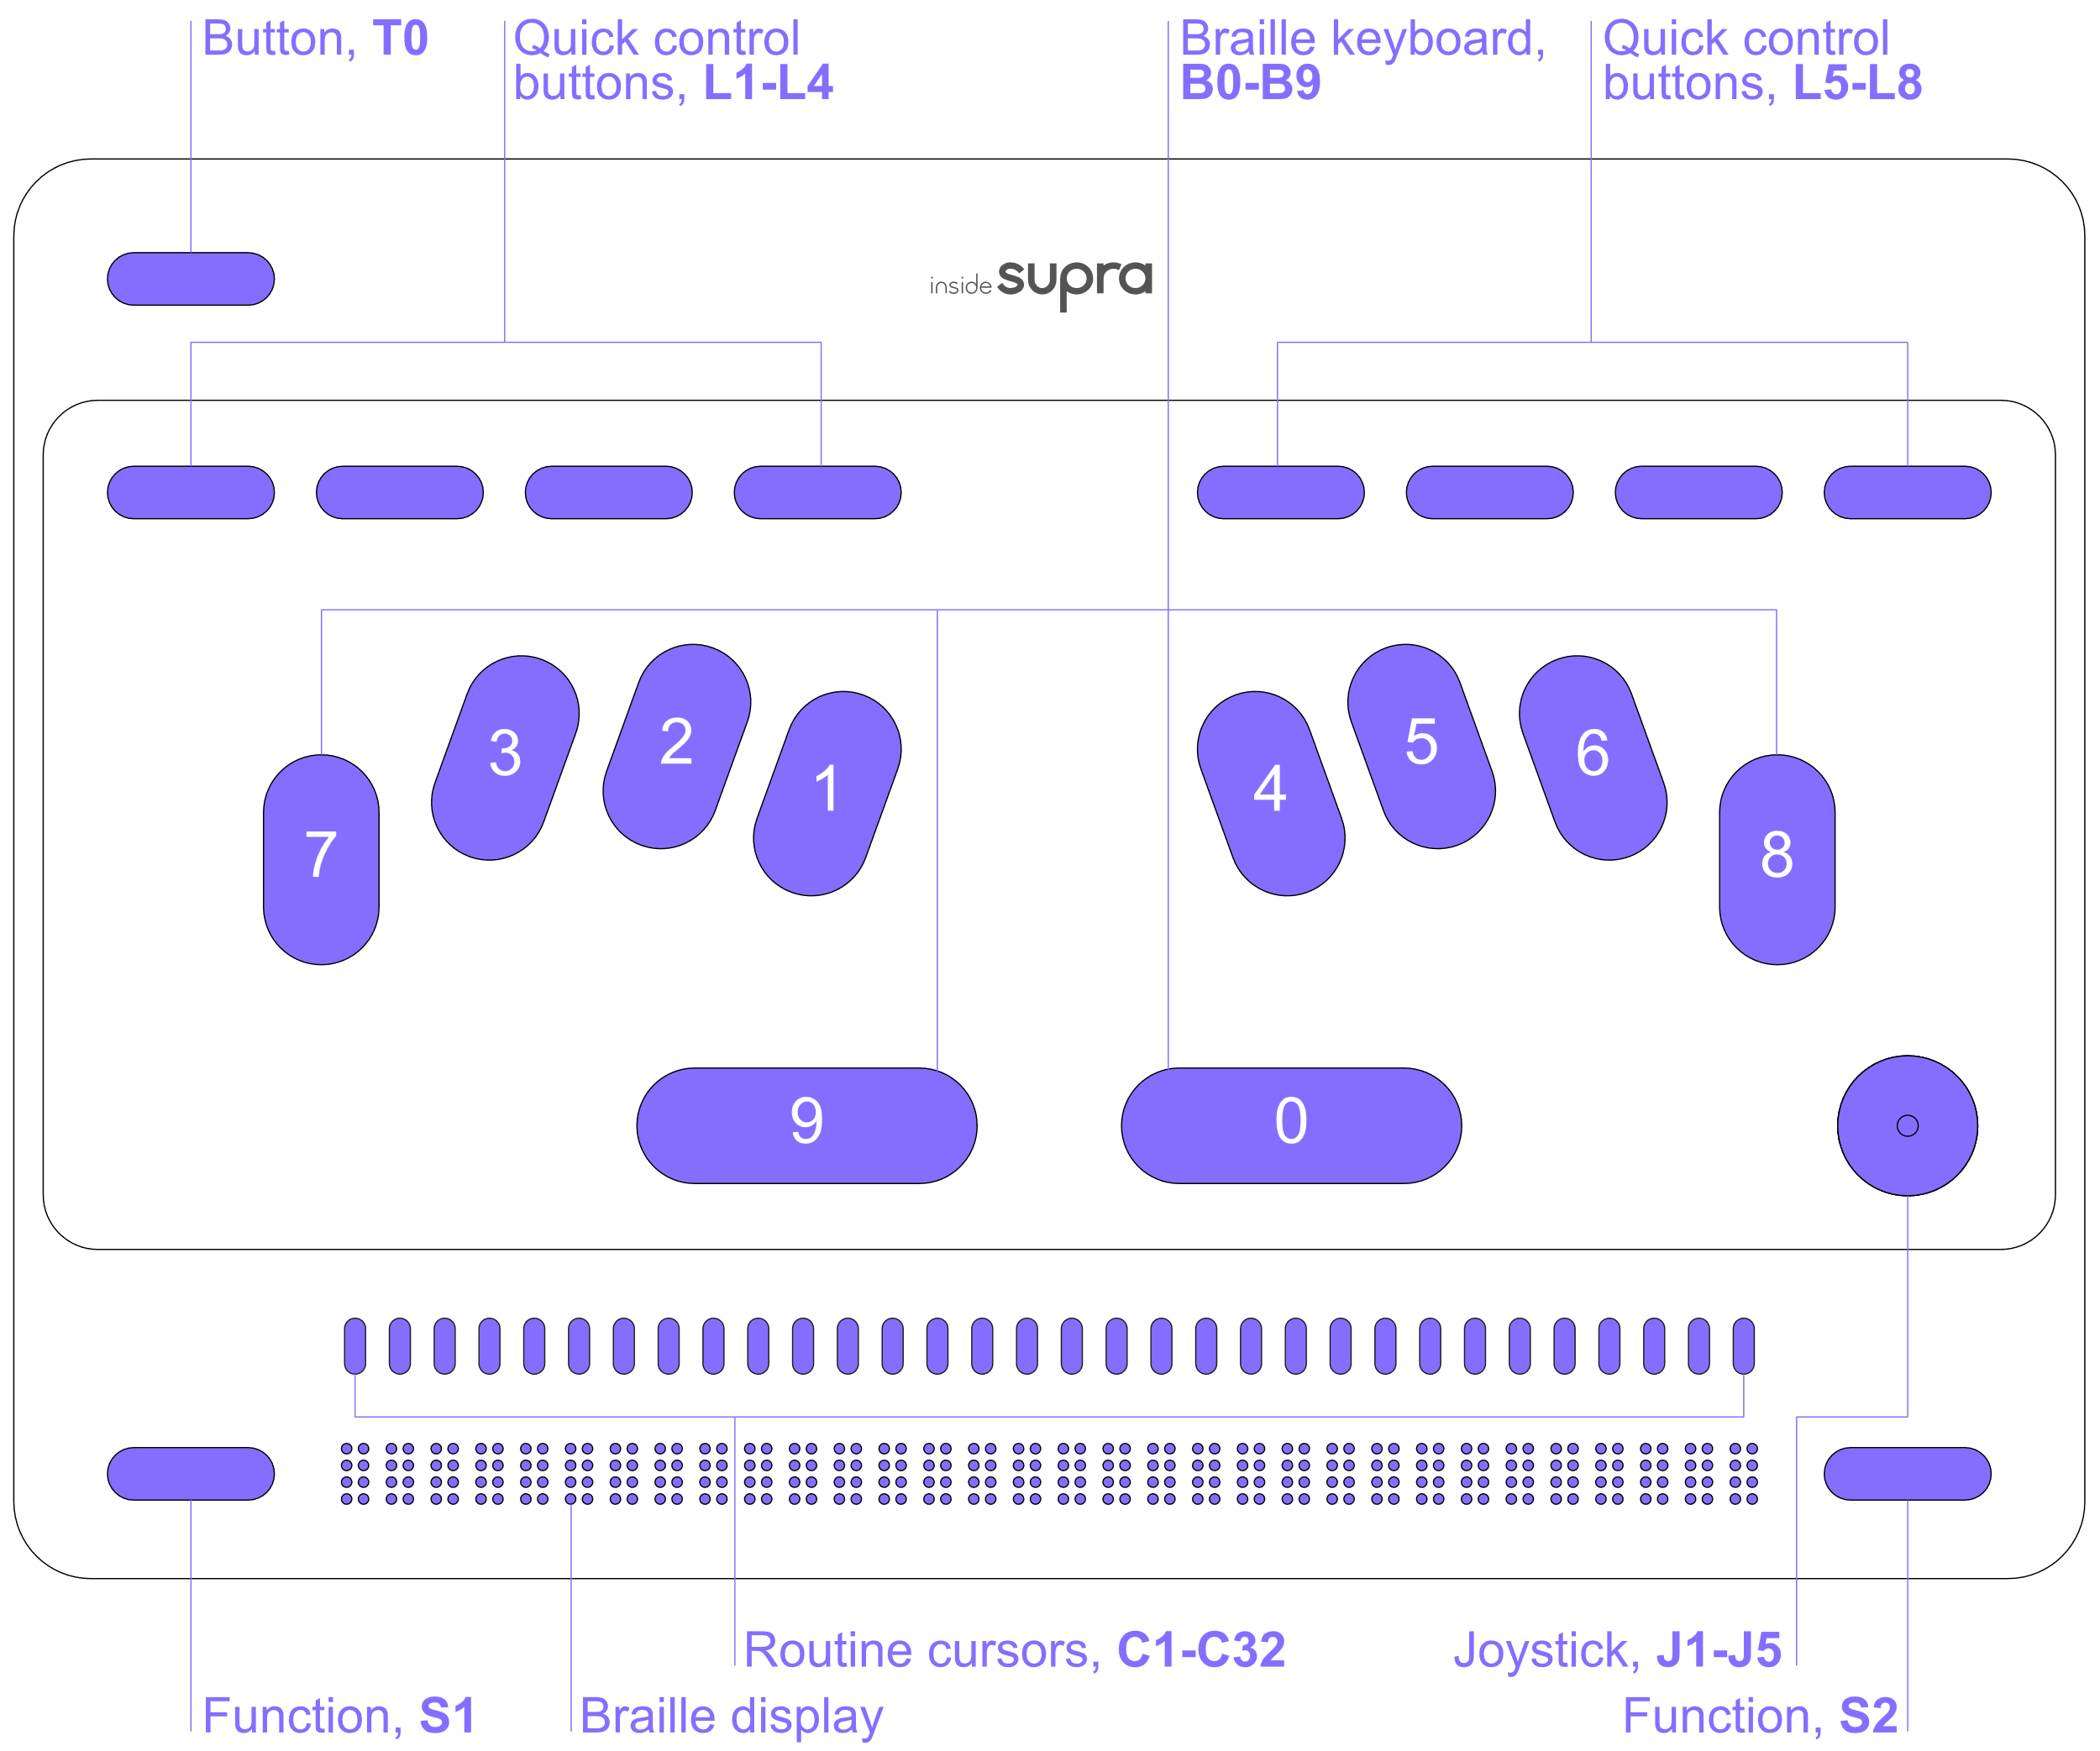 Button, T0
Quick control
buttons, L1-L4
Braille keyboard,
B0-B9
Quick control
buttons, L5-L8
inside supra
7
3
2
1
4
5
6
8
9
0
Routine cursors, C1-C32
Joystick, J1-J5
Function, S1
Braille display
Function, S2